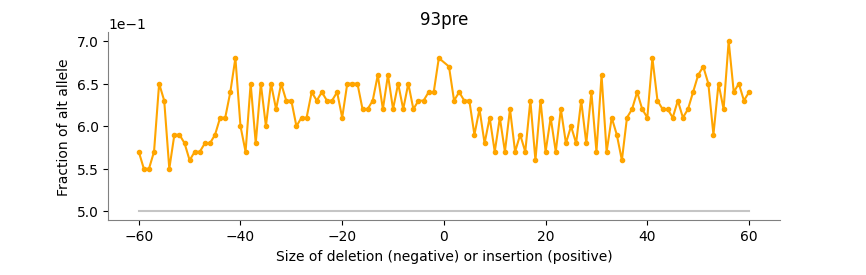 93pre
1e−1
7.0
6.5
6.0
5.5
5.0
Fraction of alt allele
−60 −40 −20 0 20 40 60
Size of deletion (negative) or insertion (positive)